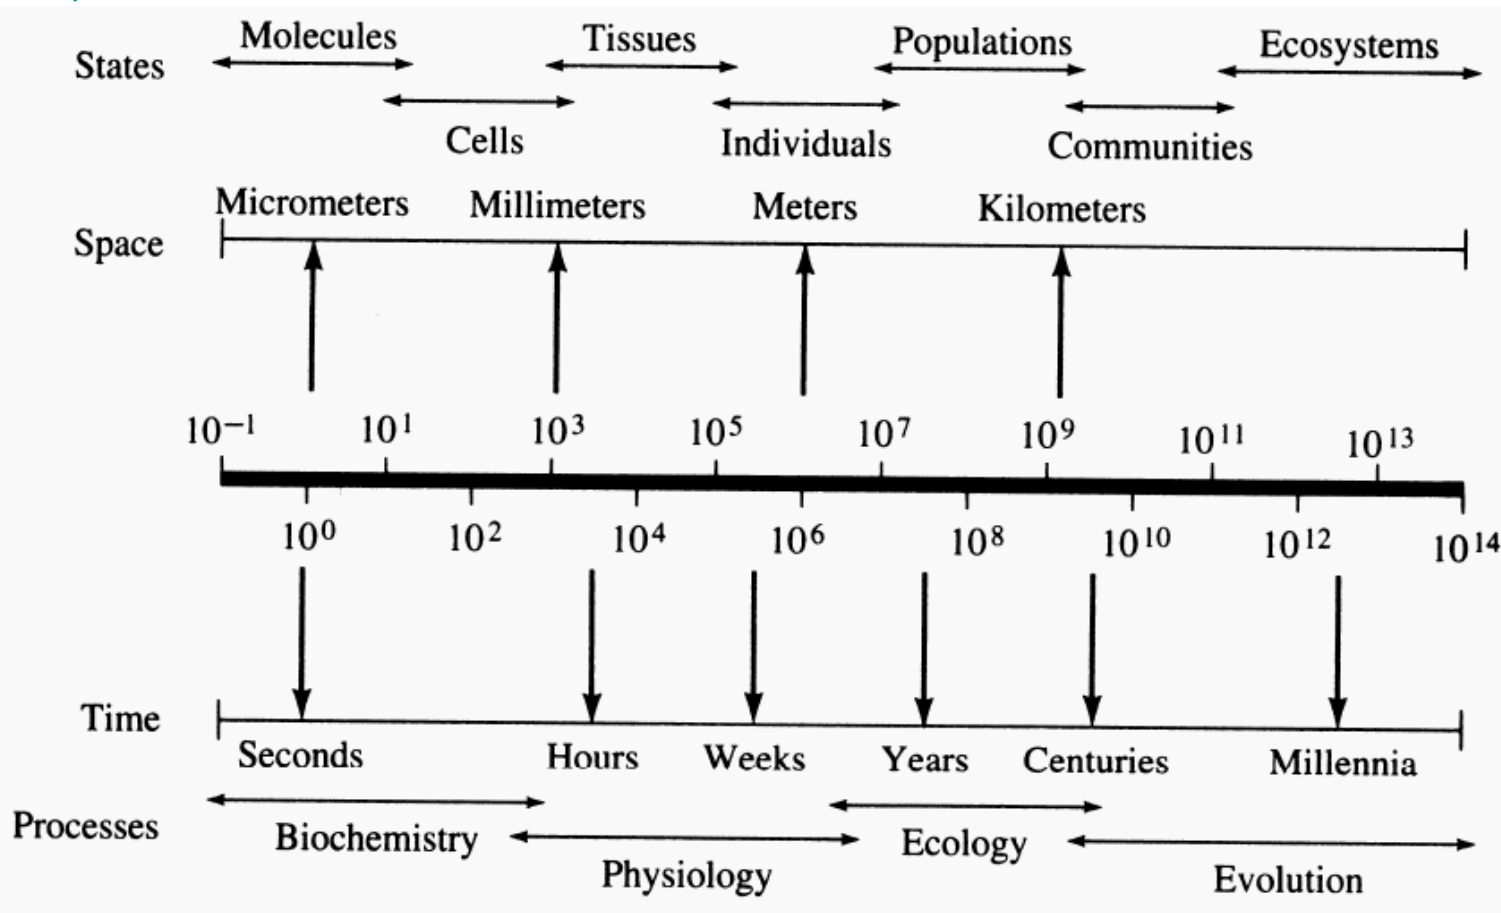 Molecules Tissues Populations Ecosystems
States
Cells Individuals Communities
Micrometers Millimeters Meters Kilometers
Space
10⁻¹ 10¹ 10³ 10⁵ 10⁷ 10⁹ 10¹¹ 10¹³
10⁰ 10² 10⁴ 10⁶ 10⁸ 10¹⁰ 10¹² 10¹⁴
Time
Seconds Hours Weeks Years Centuries Millennia
Processes
Biochemistry Ecology
Physiology Evolution